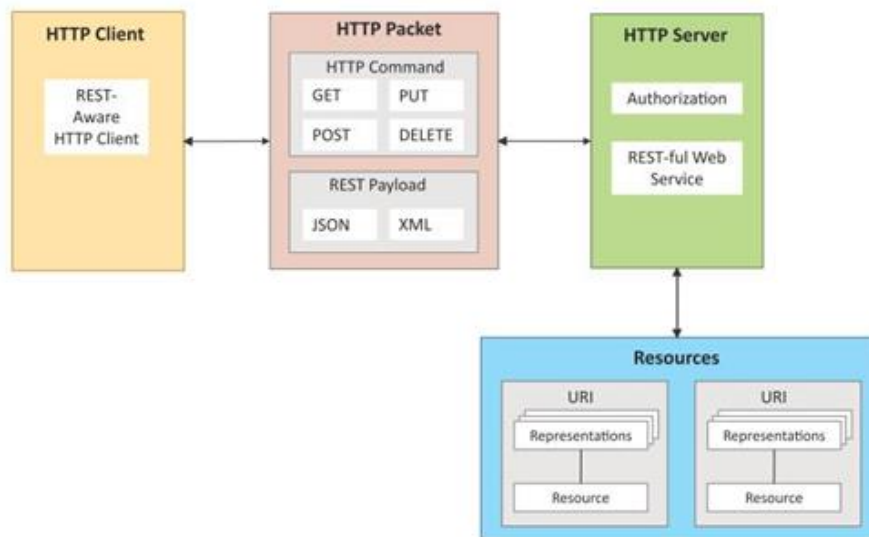 HTTP Client
REST-
Aware
HTTP Client
HTTP Packet
HTTP Command
GET
PUT
POST
DELETE
REST Payload
JSON
XML
HTTP Server
Authorization
REST-ful Web
Service
Resources
URI
Representations
Resource
URI
Representations
Resource